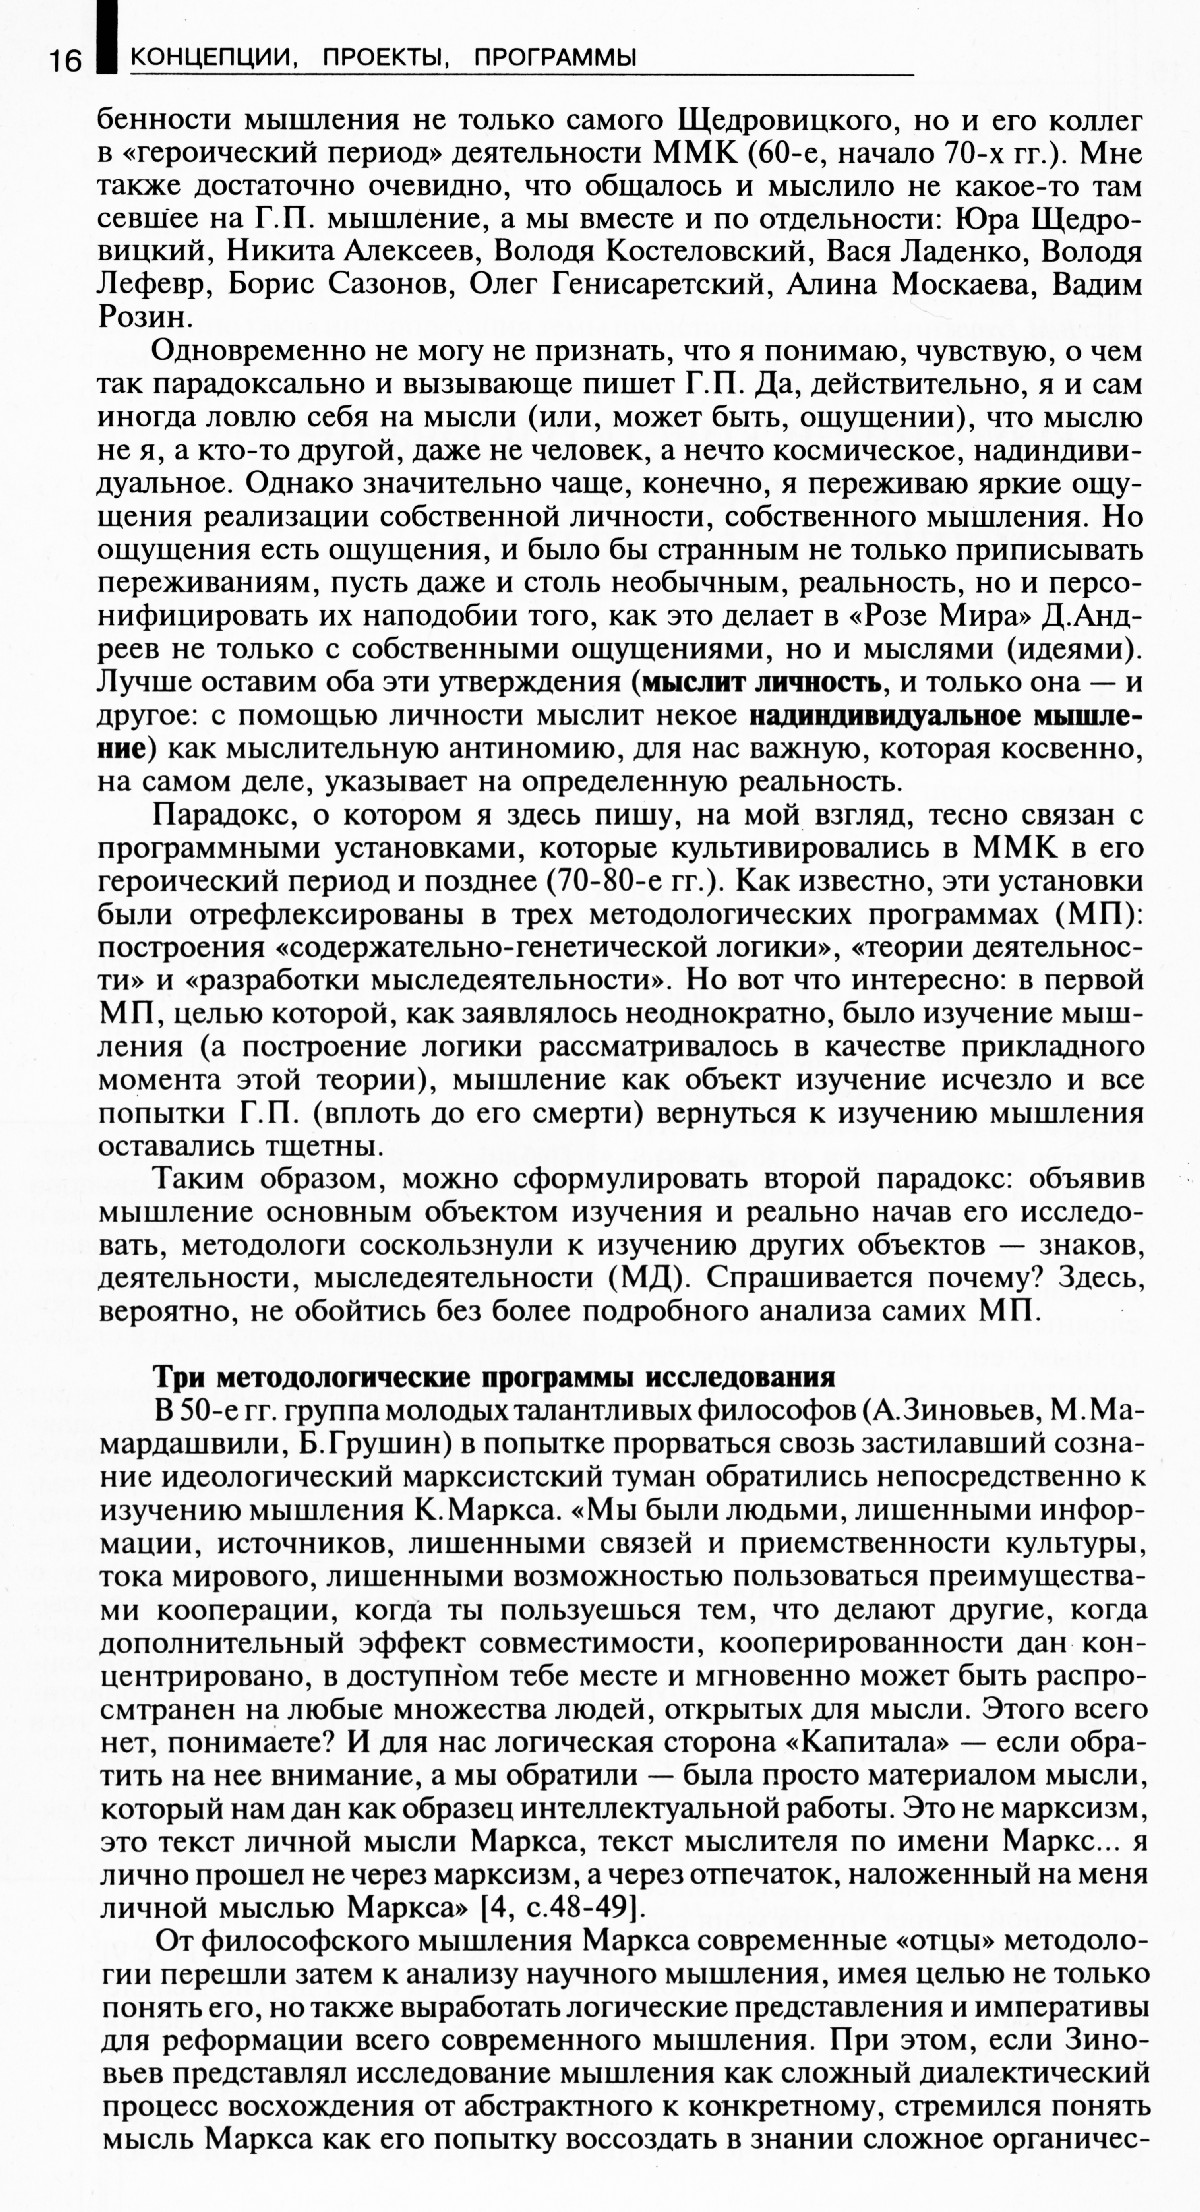 16
КОНЦЕПЦИИ, ПРОЕКТЫ, ПРОГРАММЫ
бенности мышления не только самого Щедровицкого, но и его коллег
в «героический период» деятельности ММК (60-е, начало 70-х гг.). Мне
также достаточно очевидно, что общалось и мыслило не какое-то там
севшее на Г.П. мышление, а мы вместе и по отдельности: Юра Щедро-
вицкий, Никита Алексеев, Володя Костеловский, Вася Ладенко, Володя
Лефевр, Борис Сазонов, Олег Генисаретский, Алина Москаева, Вадим
Розин.
Одновременно не могу не признать, что я понимаю, чувствую, о чем
так парадоксально и вызывающе пишет Г.П. Да, действительно, я и сам
иногда ловлю себя на мысли (или, может быть, ощущении), что мыслю
не я, а кто-то другой, даже не человек, а нечто космическое, надиндиви-
дуальное. Однако значительно чаще, конечно, я переживаю яркие ощу-
щения реализации собственной личности, собственного мышления. Но
ощущения есть ощущения, и было бы странным не только приписывать
переживаниям, пусть даже и столь необычным, реальность, но и персо-
нифицировать их наподобии того, как это делает в «Розе Мира» Д.Анд-
реев не только с собственными ощущениями, но и мыслями (идеями).
Лучше оставим оба эти утверждения (мыслит личность, и только она — и
другое: с помощью личности мыслит некое надиндивидуальное мышле-
ние) как мыслительную антиномию, для нас важную, которая косвенно,
на самом деле, указывает на определенную реальность.
Парадокс, о котором я здесь пишу, на мой взгляд, тесно связан с
программными установками, которые культивировались в ММК в его
героический период и позднее (70-80-е гг.). Как известно, эти установки
были отрефлексированы в трех методологических программах (МП):
построения «содержательно-генетической логики», «теории деятельнос-
ти» и «разработки мыследеятельности». Но вот что интересно: в первой
МП, целью которой, как заявлялось неоднократно, было изучение мыш-
ления (а построение логики рассматривалось в качестве прикладного
момента этой теории), мышление как объект изучение исчезло и все
попытки Г.П. (вплоть до его смерти) вернуться к изучению мышления
оставались тщетны.
Таким образом, можно сформулировать второй парадокс: объявив
мышление основным объектом изучения и реально начав его исследо-
вать, методологи соскользнули к изучению других объектов — знаков,
деятельности, мыследеятельности (МД). Спрашивается почему? Здесь,
вероятно, не обойтись без более подробного анализа самих МП.
Три методологические программы исследования
В 50-е гг. группа молодых талантливых философов (А.Зиновьев, М.Ма-
мардашвили, Б.Грушин) в попытке прорваться свозь застилавший созна-
ние идеологический марксистский туман обратились непосредственно к
изучению мышления К.Маркса. «Мы были людьми, лишенными инфор-
мации, источников, лишенными связей и приемственности культуры,
тока мирового, лишенными возможностью пользоваться преимущества-
ми кооперации, когда ты пользуешься тем, что делают другие, когда
дополнительный эффект совместимости, кооперированности дан кон-
центрировано, в доступном тебе месте и мгновенно может быть распро-
смтранен на любые множества людей, открытых для мысли. Этого всего
нет, понимаете? И для нас логическая сторона «Капитала» — если обра-
тить на нее внимание, а мы обратили — была просто материалом мысли,
который нам дан как образец интеллектуальной работы. Это не марксизм,
это текст личной мысли Маркса, текст мыслителя по имени Маркс... я
лично прошел не через марксизм, а через отпечаток, наложенный на меня
личной мыслью Маркса» [4, с.48-49].
От философского мышления Маркса современные «отцы» методоло-
гии перешли затем к анализу научного мышления, имея целью не только
понять его, но также выработать логические представления и императивы
для реформации всего современного мышления. При этом, если Зино-
вьев представлял исследование мышления как сложный диалектический
процесс восхождения от абстрактного к конкретному, стремился понять
мысль Маркса как его попытку воссоздать в знании сложное органичес-